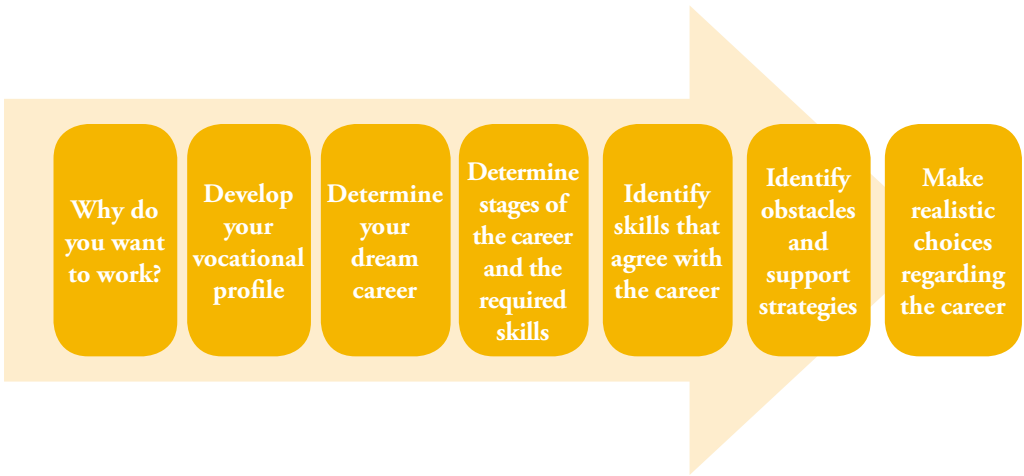 Why do
you want
to work?
Develop
your
vocational
profile
Determine
your
dream
career
Determine
stages of
the career
and the
required
skills
Identify
skills that
agree with
the career
Identify
obstacles
and
support
strategies
Make
realistic
choices
regarding
the career